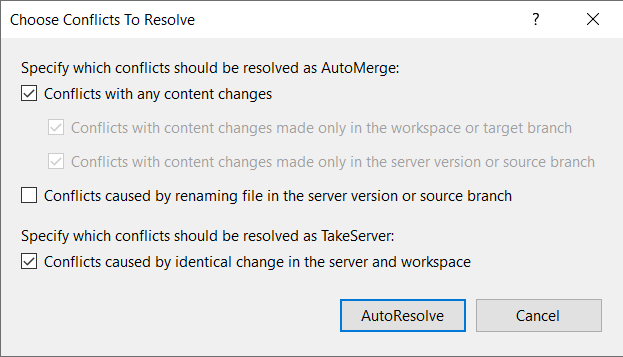 Choose Conflicts To Resolve
?
Specify which conflicts should be resolved as AutoMerge:
Conflicts with any content changes
Conflicts with content changes made only in the workspace or target branch
Conflicts with content changes made only in the server version or source branch
Conflicts caused by renaming file in the server version or source branch
Specify which conflicts should be resolved as TakeServer:
Conflicts caused by identical change in the server and workspace
AutoResolve Cancel